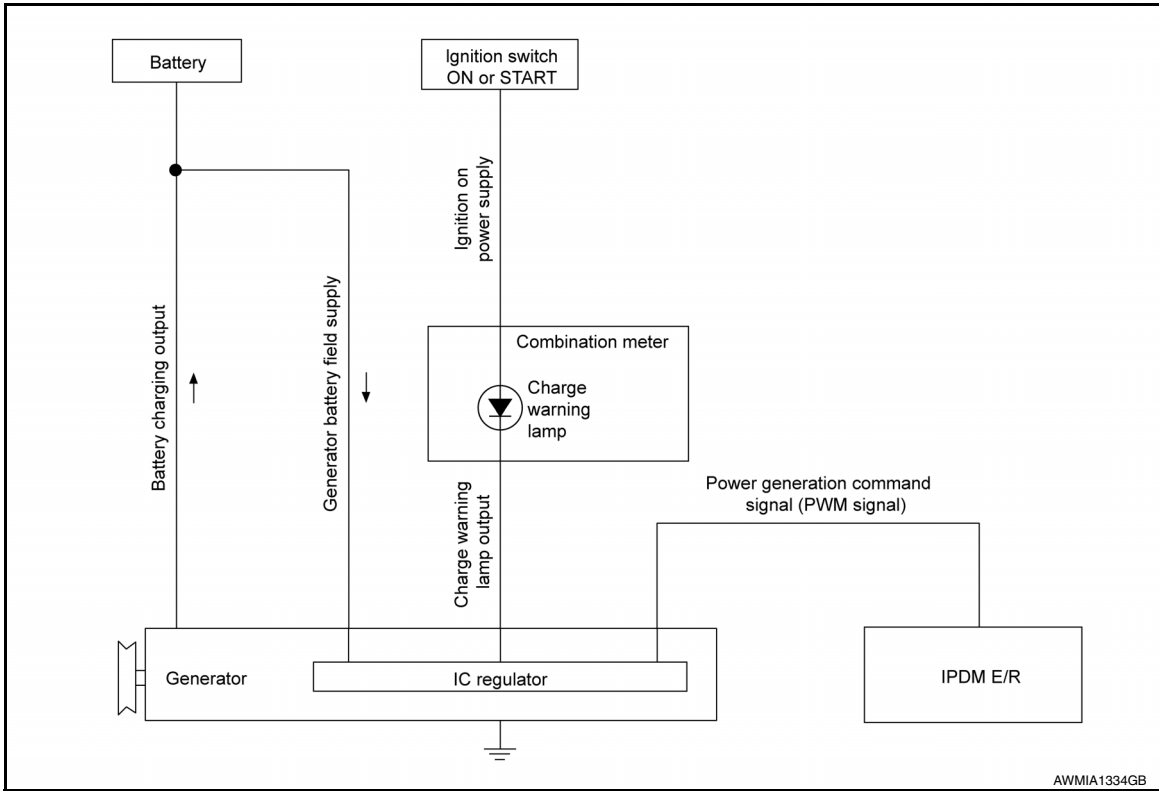 Battery
Ignition switch
ON or START
Ignition on
power supply
Battery charging output
Generator battery field supply
Combination meter
Charge
warning
lamp
Charge warning
lamp output
Power generation command
signal (PWM signal)
Generator
IC regulator
IPDM E/R
AWMIA1334GB